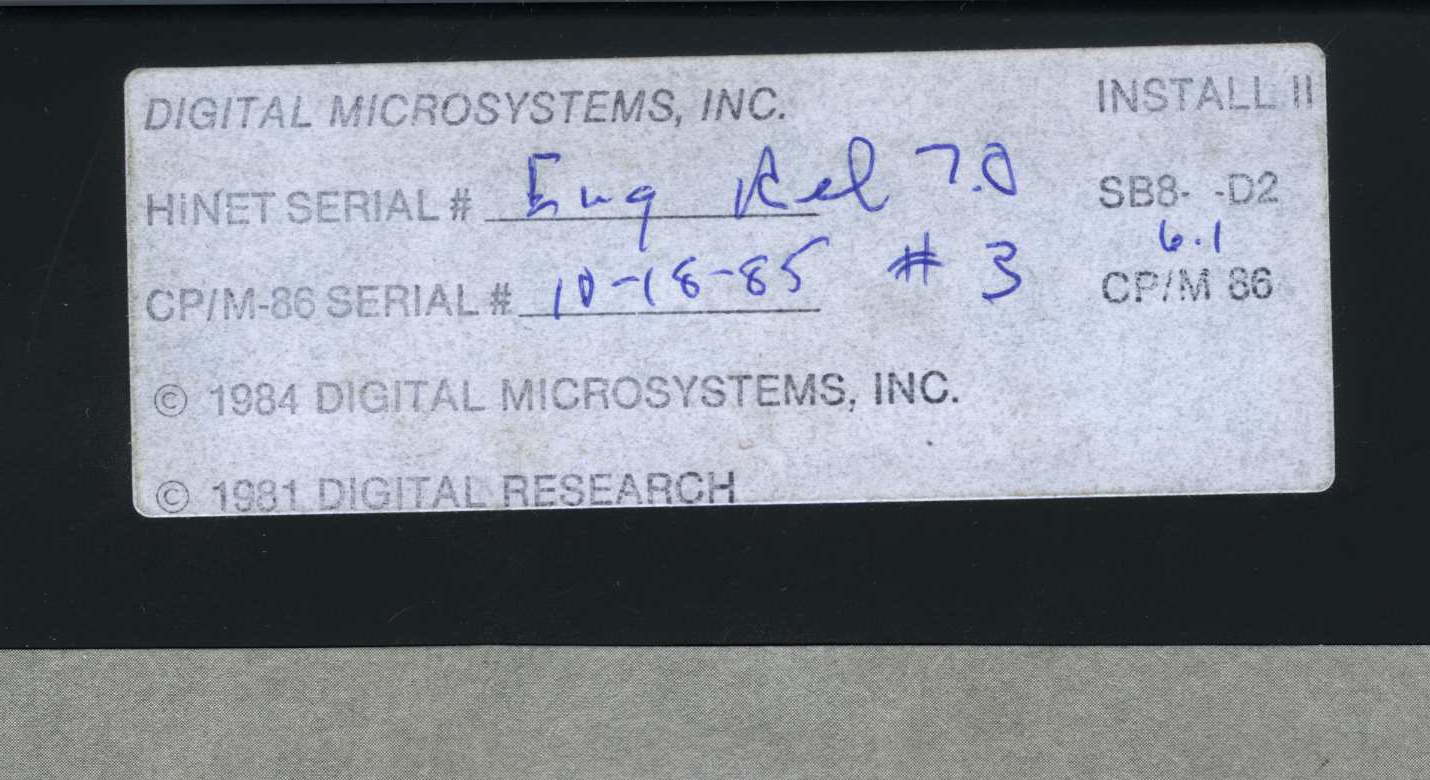 DIGITAL MICROSYSTEMS, INC. INSTALL II
HINET SERIAL # Eng Rel 7.0 SB8- -D2
6.1
CP/M-86 SERIAL # 10-18-85 # 3 CP/M 86
© 1984 DIGITAL MICROSYSTEMS, INC.
© 1981 DIGITAL RESEARCH